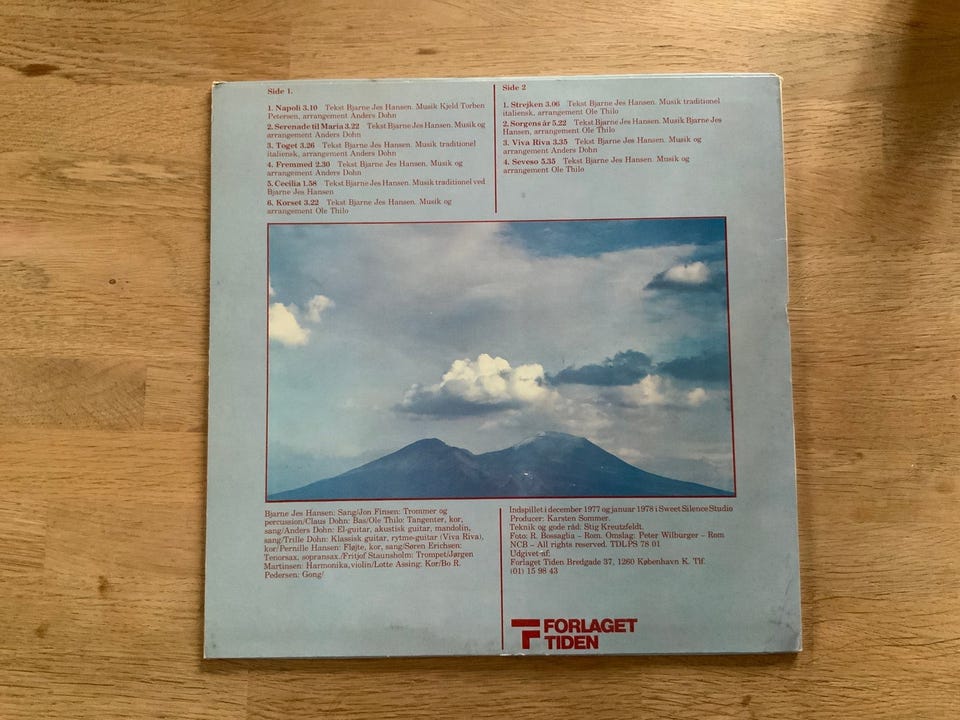 Side 1.
1. Napoli 3.10 Tekst Bjarne Jes Hansen. Musik Kjeld Torben
Petersen, arrangement Anders Dohn
2. Serenade til Maria 3.22 Tekst Bjarne Jes Hansen. Musik og
arrangement Anders Dohn
3. Toget 3.26 Tekst Bjarne Jes Hansen. Musik traditionel
italiensk, arrangement Anders Dohn
4. Fremmed 2.30 Tekst Bjarne Jes Hansen. Musik og
arrangement Anders Dohn
5. Cecilia 1.58 Tekst Bjarne Jes Hansen. Musik traditionel ved
Bjarne Jes Hansen
6. Korset 3.22 Tekst Bjarne Jes Hansen. Musik og
arrangement Ole Thilo
Side 2
1. Strejken 3.06 Tekst Bjarne Jes Hansen. Musik traditionel
italiensk, arrangement Ole Thilo
2. Sorgens år 5.22 Tekst Bjarne Jes Hansen. Musik Bjarne Jes
Hansen, arrangement Ole Thilo
3. Viva Riva 3.35 Tekst Bjarne Jes Hansen. Musik og
arrangement Anders Dohn
4. Seveso 5.35 Tekst Bjarne Jes Hansen. Musik og
arrangement Ole Thilo
Bjarne Jes Hansen: Sang/Jon Finsen: Trommer og
percussion/Claus Dohn: Bas/Ole Thilo: Tangenter, kor,
sang/Anders Dohn: El-guitar, akustisk guitar, mandolin,
sang/Trille Dohn: Klassisk guitar, rytme-guitar (Viva Riva),
kor/Pernille Hansen: Fløjte, kor, sang/Søren Erichsen:
Tenorsax, sopransax./Fritjof Staunsholm: Trompet/Jørgen
Martinsen: Harmonika, violin/Lotte Assing: Kor/Bo R.
Pedersen: Gong/
Indspillet i december 1977 og januar 1978 i Sweet Silence Studio
Producer: Karsten Sommer.
Teknik og gode råd: Stig Kreutzfeldt.
Foto: R. Bossaglia – Rom. Omslag: Peter Wilburger – Rom
NCB – All rights reserved. TDLPS 78 01
Udgivet af:
Forlaget Tiden Bredgade 37, 1260 København K. Tlf.
(01) 15 98 43
FORLAGET
TIDEN